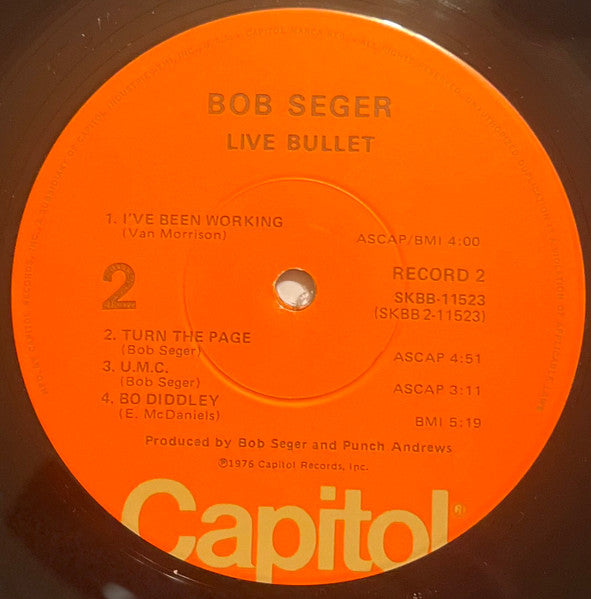 BOB SEGER
LIVE BULLET
1. I'VE BEEN WORKING
(Van Morrison)
ASCAP/BMI 4:00
2
RECORD 2
SKBB-11523
(SKBB 2-11523)
2. TURN THE PAGE
(Bob Seger)
ASCAP 4:51
3. U.M.C.
(Bob Seger)
ASCAP 3:11
4. BO DIDDLEY
(E. McDaniels)
BMI 5:19
Produced by Bob Seger and Punch Andrews
℗1976 Capitol Records, Inc.
Capitol®